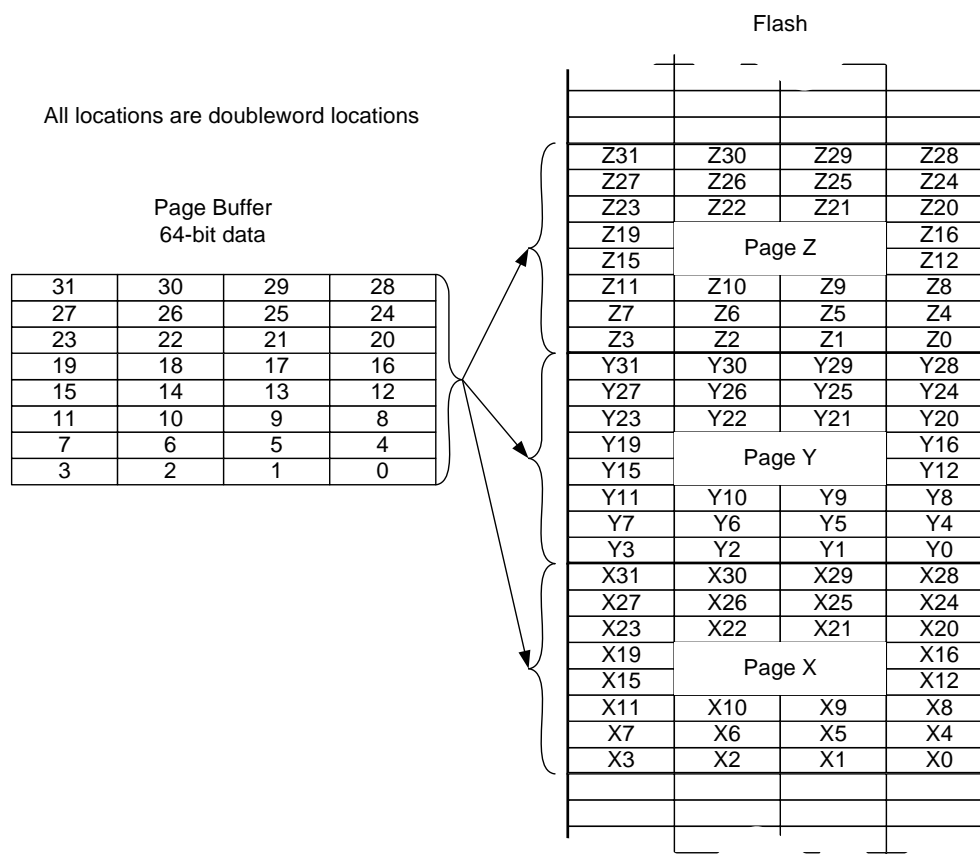 Flash
All locations are doubleword locations
Page Buffer
64-bit data
31 30 29 28
27 26 25 24
23 22 21 20
19 18 17 16
15 14 13 12
11 10 9 8
7 6 5 4
3 2 1 0
Z31 Z30 Z29 Z28
Z27 Z26 Z25 Z24
Z23 Z22 Z21 Z20
Z19 Z16
Page Z
Z15 Z12
Z11 Z10 Z9 Z8
Z7 Z6 Z5 Z4
Z3 Z2 Z1 Z0
Y31 Y30 Y29 Y28
Y27 Y26 Y25 Y24
Y23 Y22 Y21 Y20
Y19 Y16
Page Y
Y15 Y12
Y11 Y10 Y9 Y8
Y7 Y6 Y5 Y4
Y3 Y2 Y1 Y0
X31 X30 X29 X28
X27 X26 X25 X24
X23 X22 X21 X20
X19 X16
Page X
X15 X12
X11 X10 X9 X8
X7 X6 X5 X4
X3 X2 X1 X0